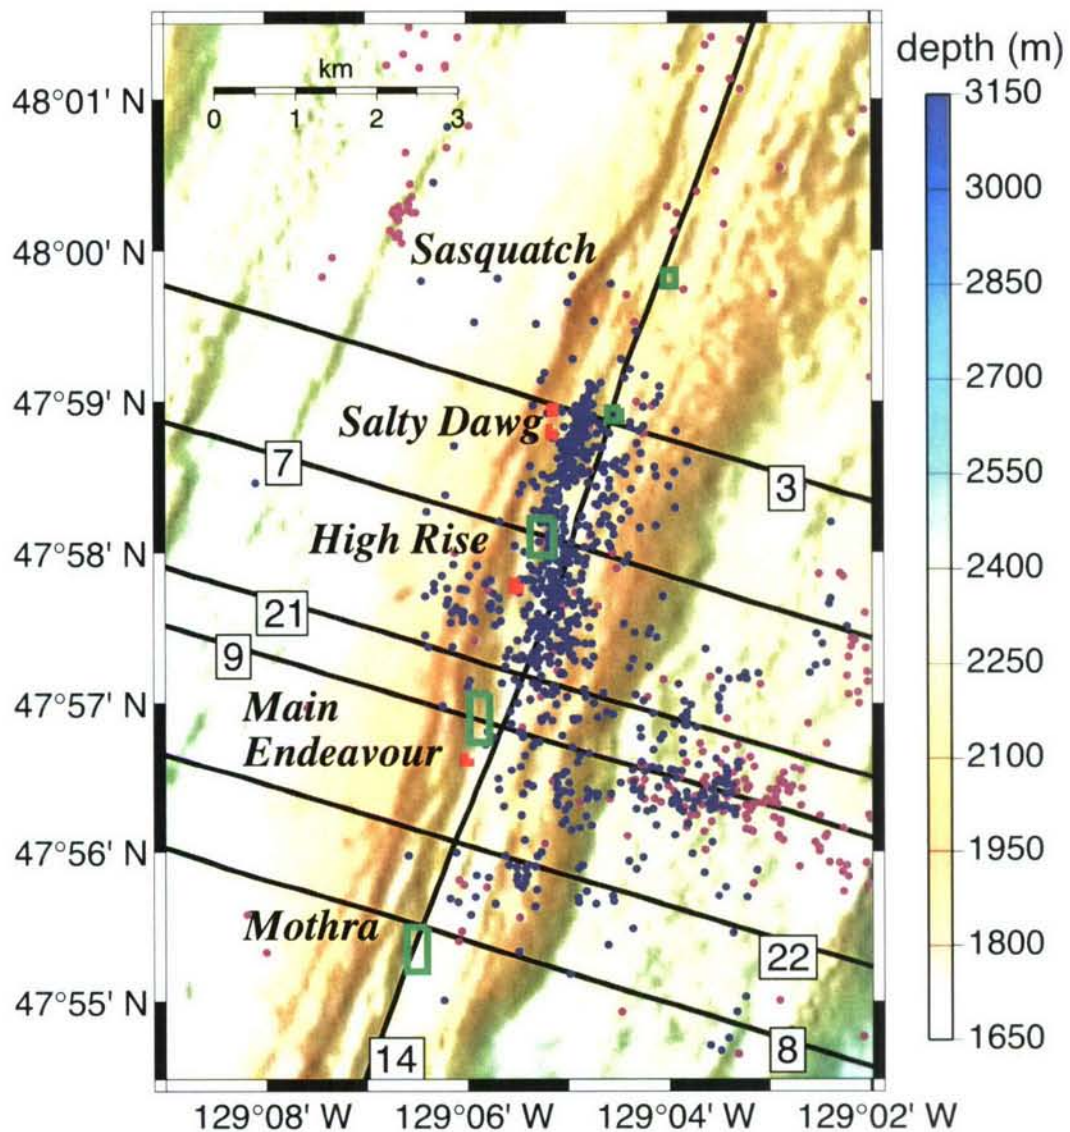 depth (m)
km
0 1 2 3
48°01' N
48°00' N
47°59' N
47°58' N
47°57' N
47°56' N
47°55' N
Sasquatch
Salty Dawg
High Rise
Main
Endeavour
Mothra
7
3
21
9
22
8
14
3150
3000
2850
2700
2550
2400
2250
2100
1950
1800
1650
129°08' W 129°06' W 129°04' W 129°02' W